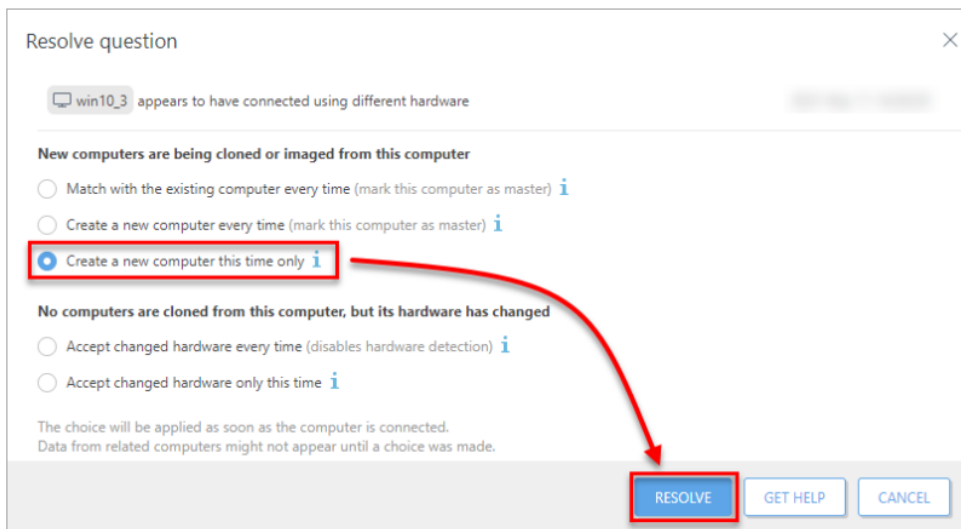 Resolve question
win10_3 appears to have connected using different hardware
New computers are being cloned or imaged from this computer
Match with the existing computer every time (mark this computer as master) i
Create a new computer every time (mark this computer as master) i
Create a new computer this time only i
No computers are cloned from this computer, but its hardware has changed
Accept changed hardware every time (disables hardware detection) i
Accept changed hardware only this time i
The choice will be applied as soon as the computer is connected.
Data from related computers might not appear until a choice was made.
RESOLVE GET HELP CANCEL